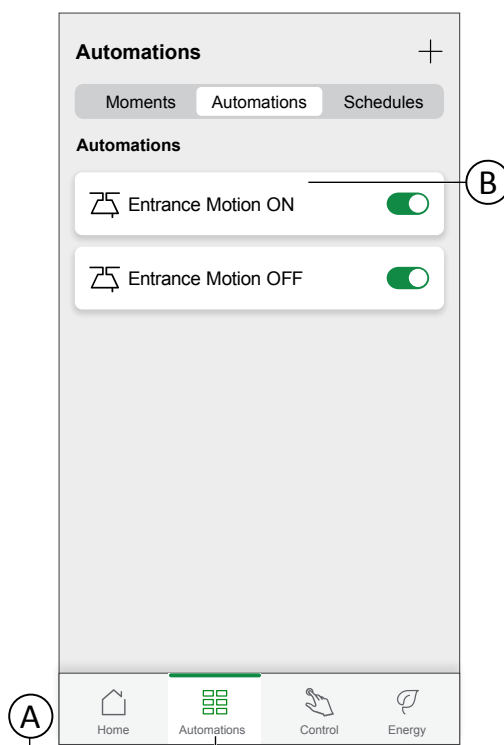 Automations
Moments Automations Schedules
Automations
B
Entrance Motion ON
Entrance Motion OFF
A
Home Automations Control Energy